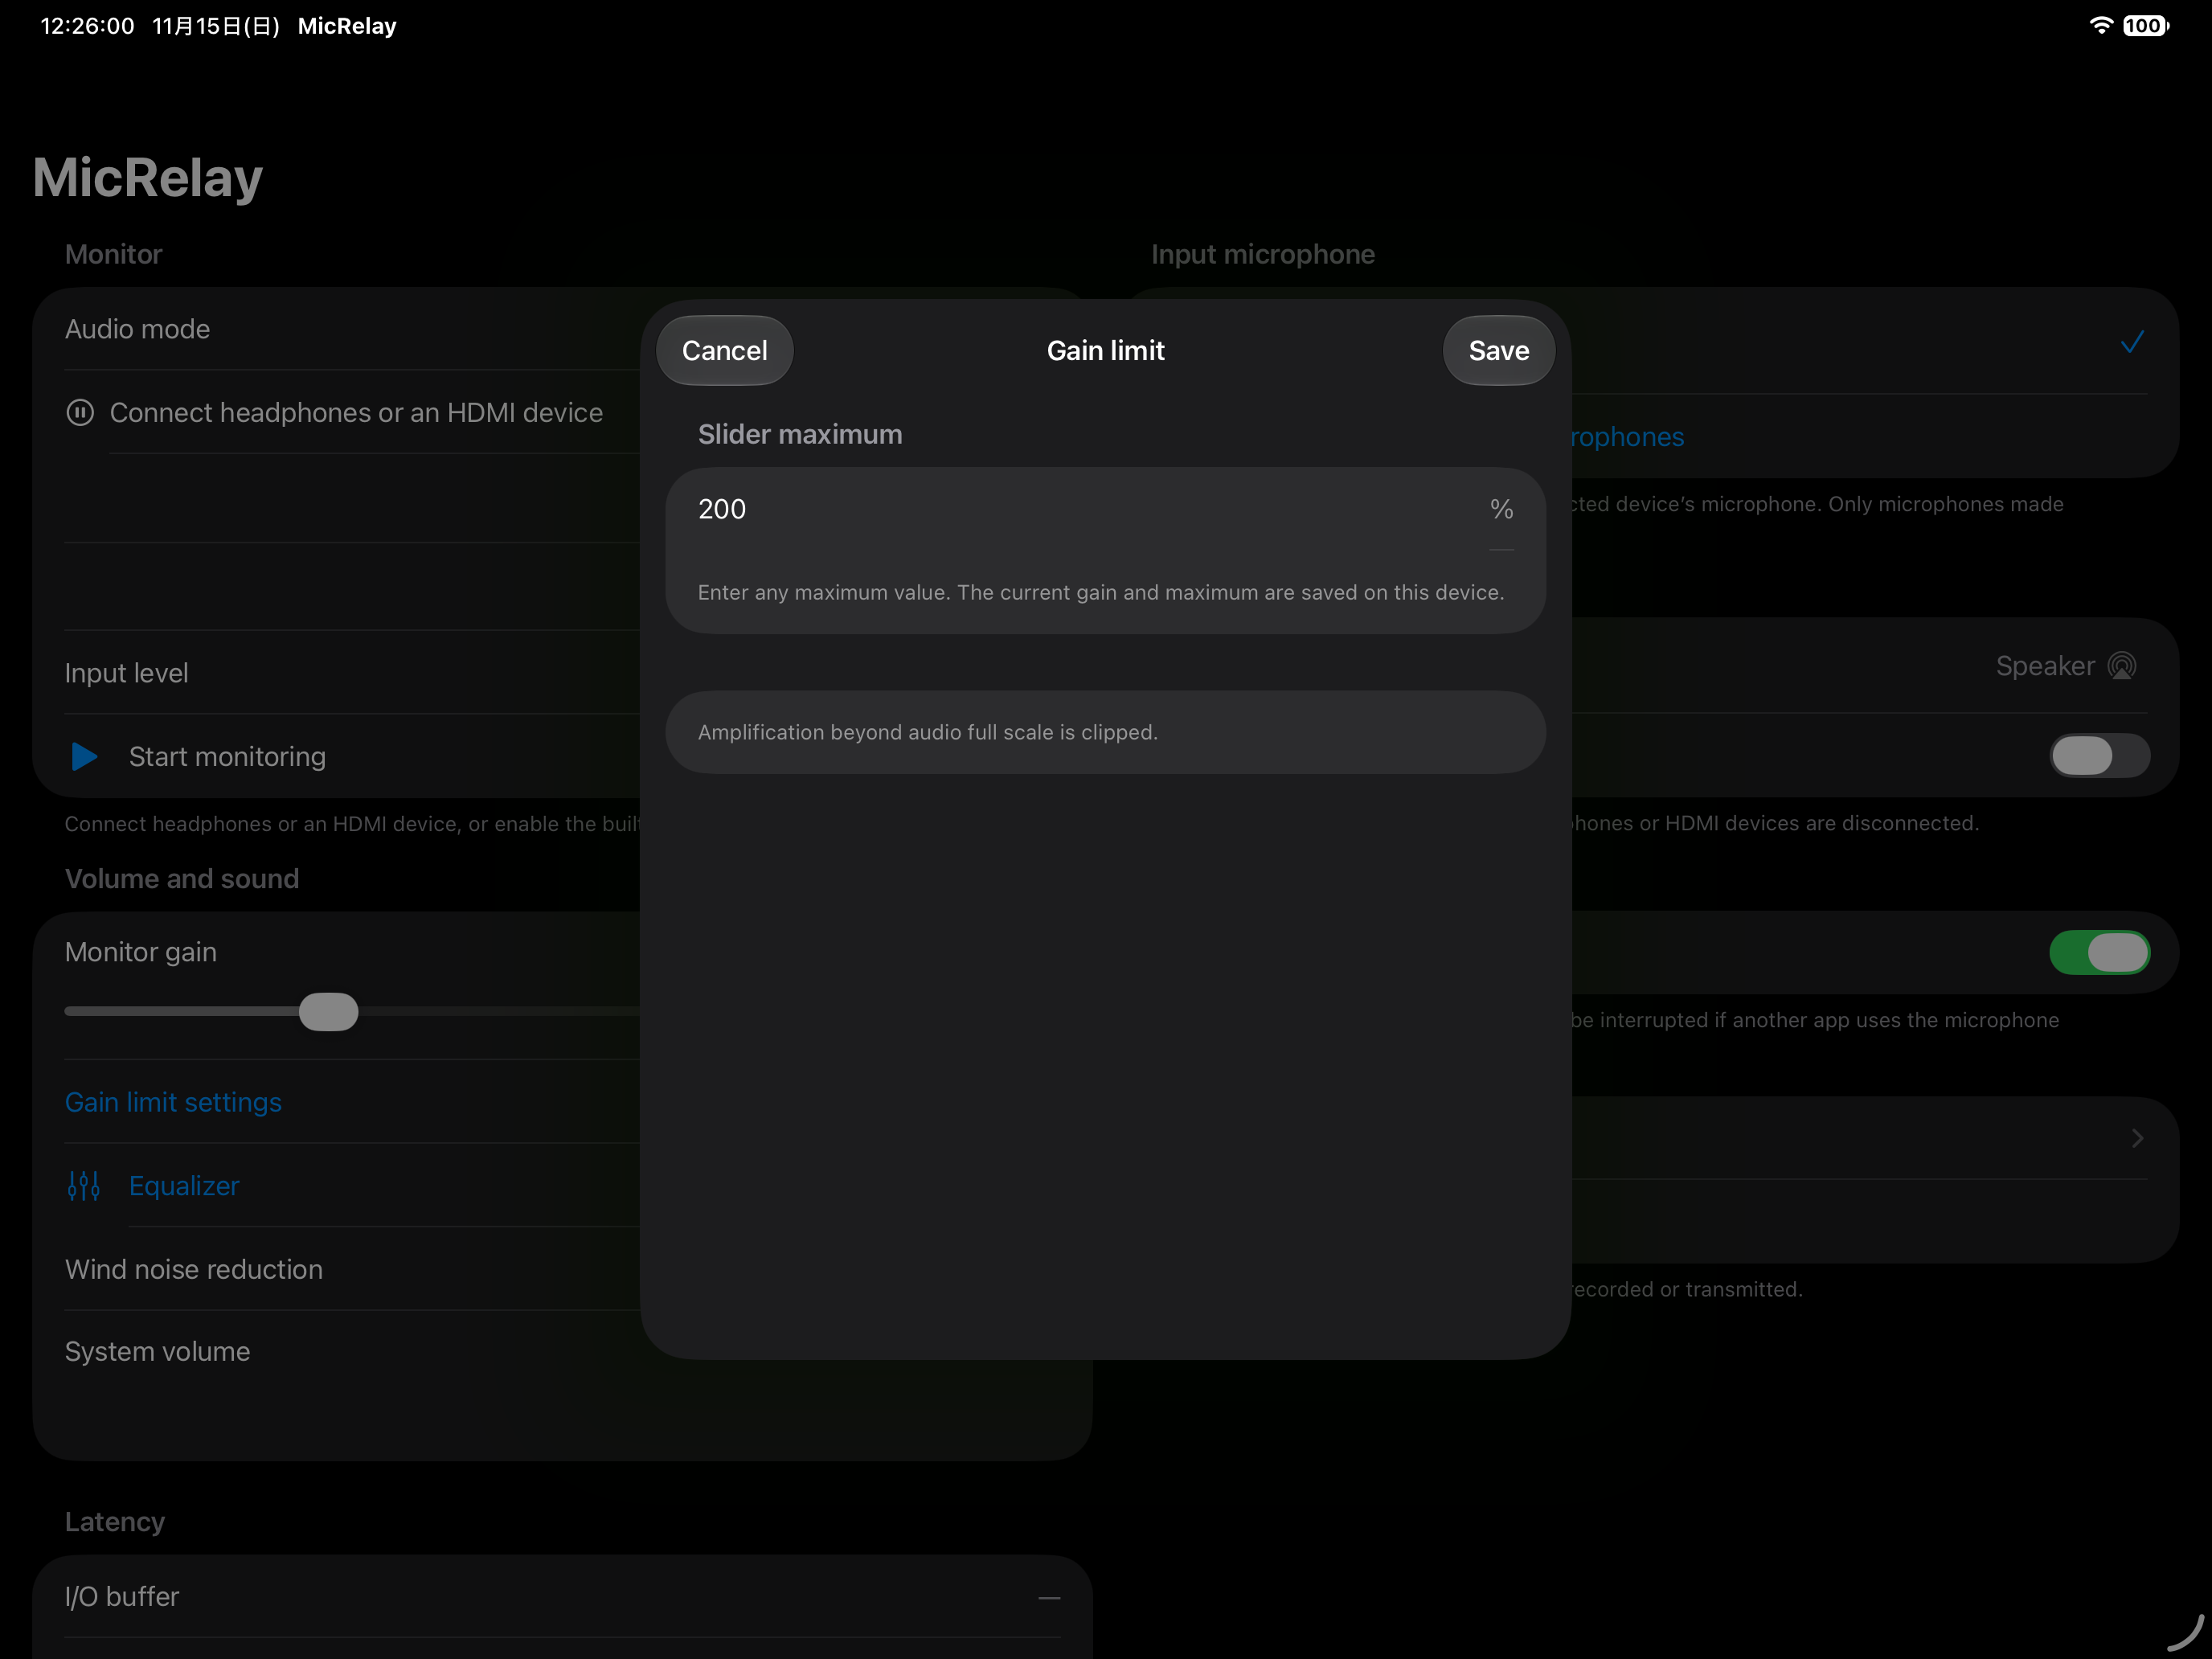 12:26:00 11月15日(日) MicRelay
100
MicRelay
Monitor
Audio mode
Connect headphones or an HDMI device
Input level
Start monitoring
Connect headphones or an HDMI device, or enable the
Volume and sound
Monitor gain
Gain limit settings
Equalizer
Wind noise reduction
System volume
Latency
I/O buffer —
Cancel
Gain limit
Save
Slider maximum
200 %
Enter any maximum value. The current gain and maximum are saved on this device.
Amplification beyond audio full scale is clipped.
Input microphone
device’s microphone. Only microphones made
Speaker
or HDMI devices are disconnected.
be interrupted if another app uses the microphone
or transmitted.